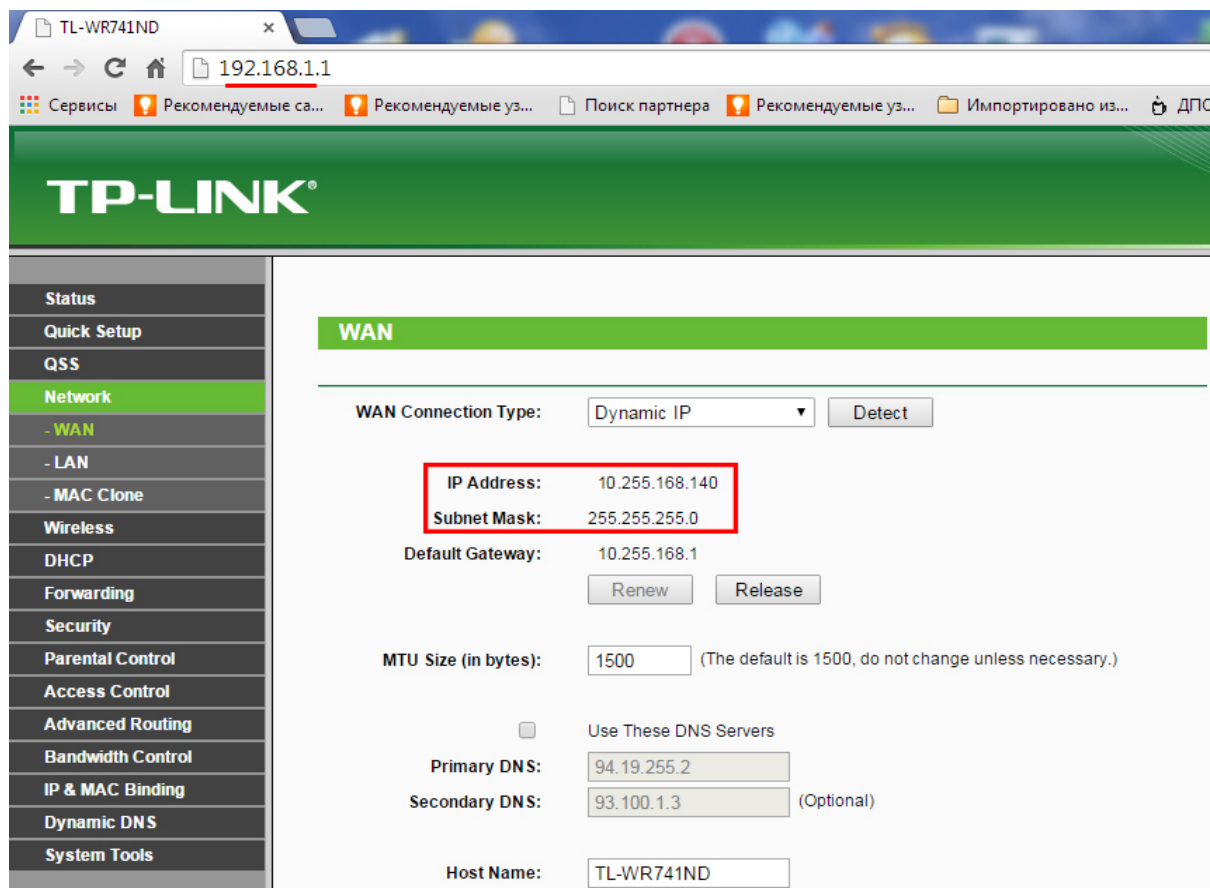 TL-WR741ND
192.168.1.1
Сервисы Рекомендуемые са... Рекомендуемые уз... Поиск партнера Рекомендуемые уз... Импортировано из... ДПС
TP-LINK®
Status
Quick Setup
QSS
Network
- WAN
- LAN
- MAC Clone
Wireless
DHCP
Forwarding
Security
Parental Control
Access Control
Advanced Routing
Bandwidth Control
IP & MAC Binding
Dynamic DNS
System Tools
WAN
WAN Connection Type: Dynamic IP Detect
IP Address: 10.255.168.140
Subnet Mask: 255.255.255.0
Default Gateway: 10.255.168.1
Renew Release
MTU Size (in bytes): 1500 (The default is 1500, do not change unless necessary.)
Use These DNS Servers
Primary DNS: 94.19.255.2
Secondary DNS: 93.100.1.3 (Optional)
Host Name: TL-WR741ND